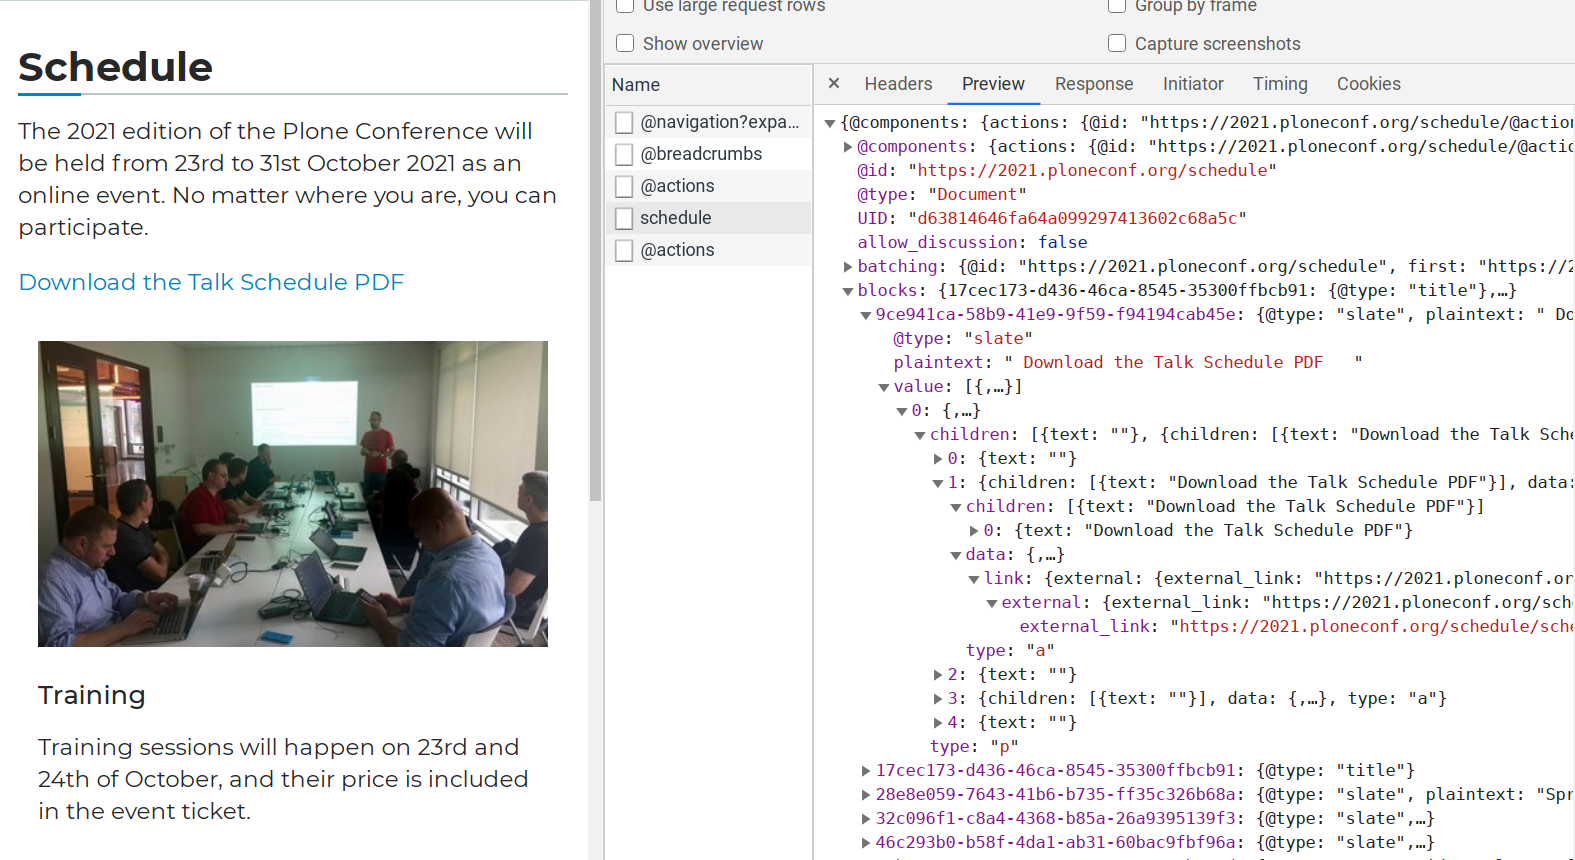 Schedule
The 2021 edition of the Plone Conference will
be held from 23rd to 31st October 2021 as an
online event. No matter where you are, you can
participate.
Download the Talk Schedule PDF
Training
Training sessions will happen on 23rd and
24th of October, and their price is included
in the event ticket.
Use large request rows
Group by frame
Show overview
Capture screenshots
Name
@navigation?expa…
@breadcrumbs
@actions
schedule
@actions
× Headers Preview Response Initiator Timing Cookies
{@components: {actions: {@id: "https://2021.ploneconf.org/schedule/@action
@components: {actions: {@id: "https://2021.ploneconf.org/schedule/@actic
@id: "https://2021.ploneconf.org/schedule"
@type: "Document"
UID: "d63814646fa64a099297413602c68a5c"
allow_discussion: false
batching: {@id: "https://2021.ploneconf.org/schedule", first: "https://2
blocks: {17cec173-d436-46ca-8545-35300ffbcb91: {@type: "title"},…}
9ce941ca-58b9-41e9-9f59-f94194cab45e: {@type: "slate", plaintext: " Do
@type: "slate"
plaintext: " Download the Talk Schedule PDF   "
value: [{,…}]
0: {,…}
children: [{text: ""}, {children: [{text: "Download the Talk Sche
0: {text: ""}
1: {children: [{text: "Download the Talk Schedule PDF"}], data:
children: [{text: "Download the Talk Schedule PDF"}]
0: {text: "Download the Talk Schedule PDF"}
data: {,…}
link: {external: {external_link: "https://2021.ploneconf.or
external: {external_link: "https://2021.ploneconf.org/sch
external_link: "https://2021.ploneconf.org/schedule/sche
type: "a"
2: {text: ""}
3: {children: [{text: ""}], data: {,…}, type: "a"}
4: {text: ""}
type: "p"
17cec173-d436-46ca-8545-35300ffbcb91: {@type: "title"}
28e8e059-7643-41b6-b735-ff35c326b68a: {@type: "slate", plaintext: "Spr
32c096f1-c8a4-4368-b85a-26a9395139f3: {@type: "slate",…}
46c293b0-b58f-4da1-ab31-60bac9fbf96a: {@type: "slate",…}